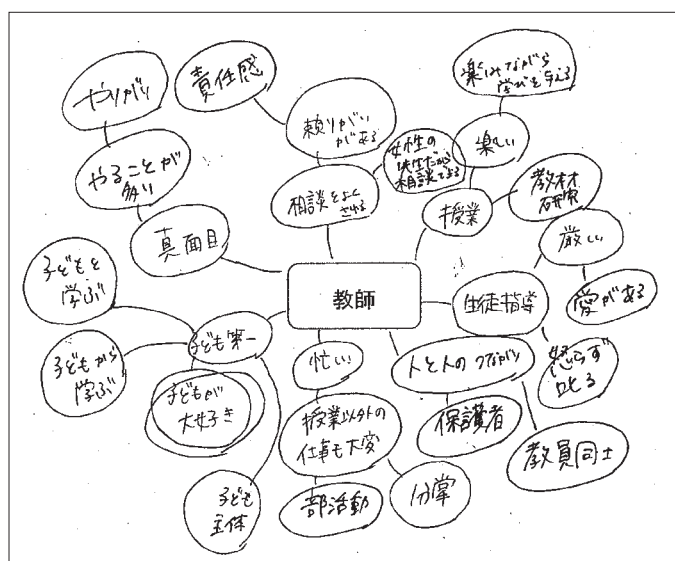 教師
真面目
やることが
多い
やりがい
相談をよく
される
頼りがい
がある
責任感
女性の
先生だから
相談できる
授業
楽しい
楽しみながら
学びを与える
教材
研究
生徒指導
厳しい
愛がある
怒らず
叱る
人と人のつながり
保護者
教員同士
忙しい
授業以外の
仕事も大変
部活動
分掌
子ども第一
子どもと
学ぶ
子どもから
学ぶ
子どもが
大好き
子ども
主体